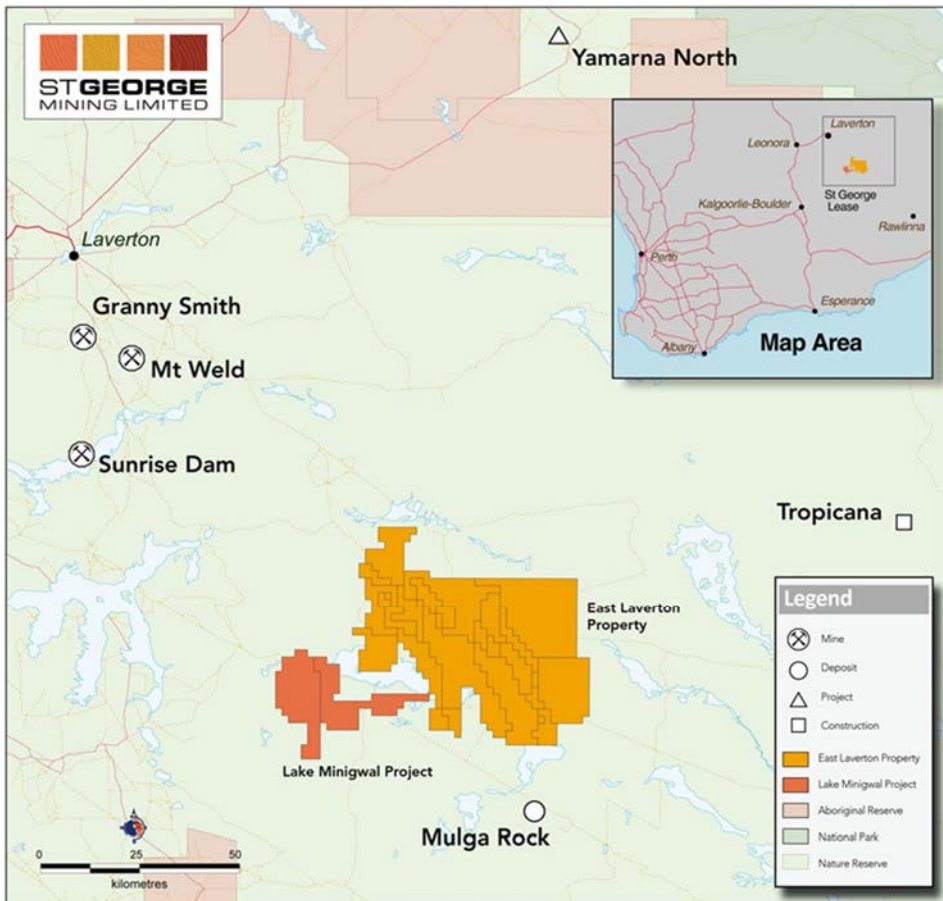 ST GEORGE
MINING LIMITED
Yamarna North
Laverton
Leonora
St George
Lease
Kalgoorlie-Boulder
Rawlinna
Perth
Esperance
Albany
Map Area
Laverton
Granny Smith
Mt Weld
Sunrise Dam
Tropicana
East Laverton
Property
Lake Minigwal Project
Mulga Rock
0 25 50
kilometres
Legend
Mine
Deposit
Project
Construction
East Laverton Property
Lake Minigwal Project
Aboriginal Reserve
National Park
Nature Reserve